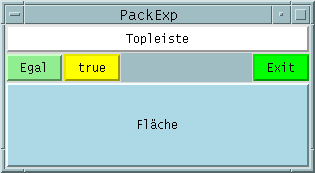 PackExp
Topleiste
Egal true Exit
Fläche